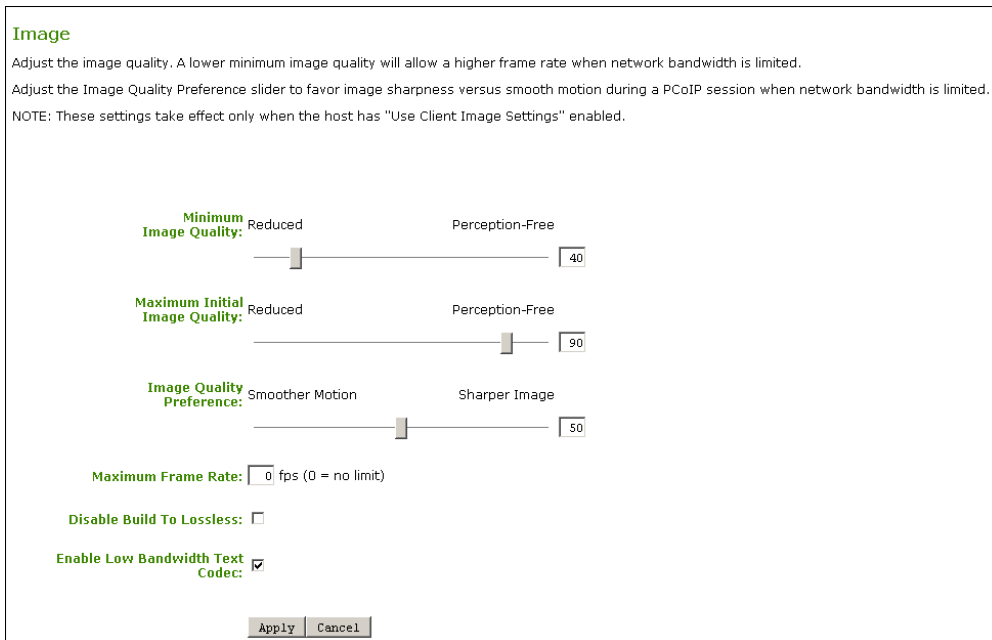 Image
Adjust the image quality. A lower minimum image quality will allow a higher frame rate when network bandwidth is limited.
Adjust the Image Quality Preference slider to favor image sharpness versus smooth motion during a PCoIP session when network bandwidth is limited.
NOTE: These settings take effect only when the host has "Use Client Image Settings" enabled.
Minimum
Image Quality:
Reduced Perception-Free
40
Maximum Initial
Image Quality:
Reduced Perception-Free
90
Image Quality
Preference:
Smoother Motion Sharper Image
50
Maximum Frame Rate: 0 fps (0 = no limit)
Disable Build To Lossless:
Enable Low Bandwidth Text
Codec:
Apply Cancel